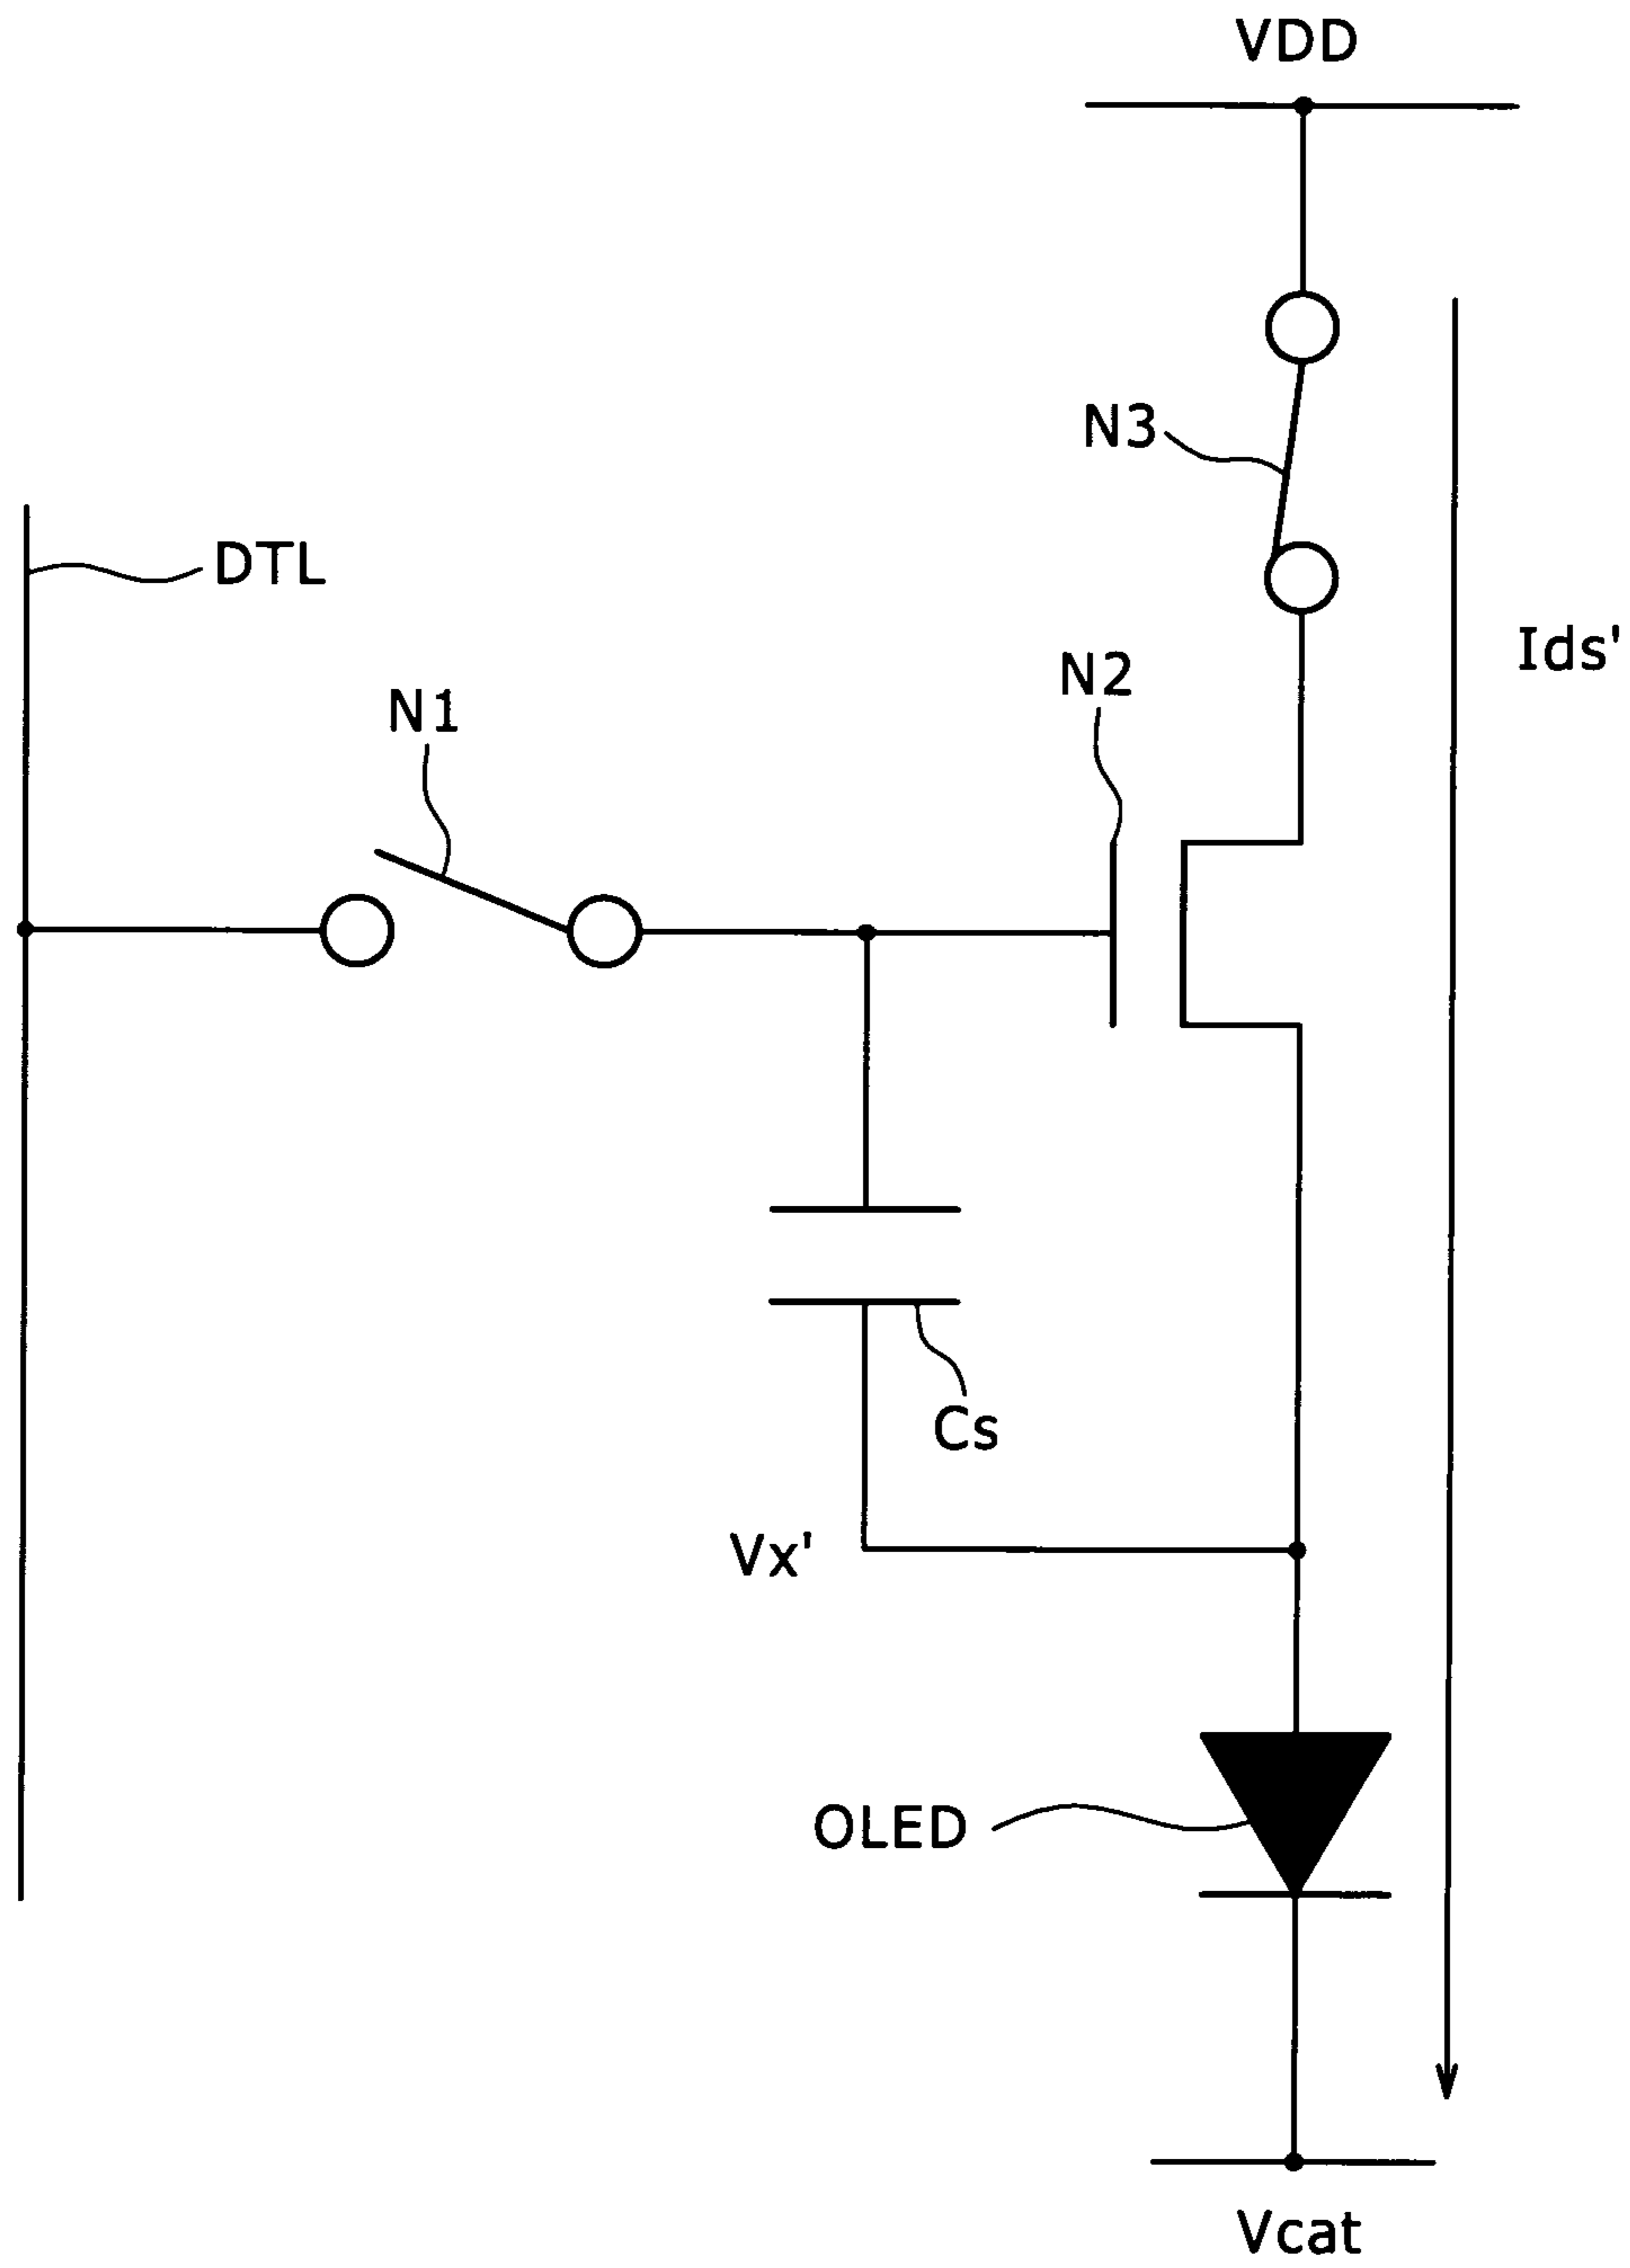 VDD
N3
DTL
Ids'
N2
N1
Cs
Vx'
OLED
Vcat